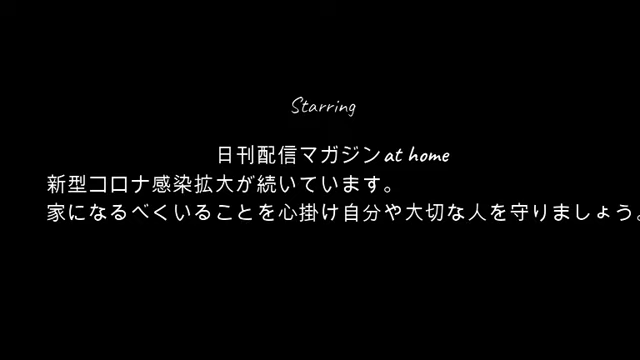 Starring
日刊配信マガジンat home
新型コロナ感染拡大が続いています。
家になるべくいることを心掛け自分や大切な人を守りましょう。